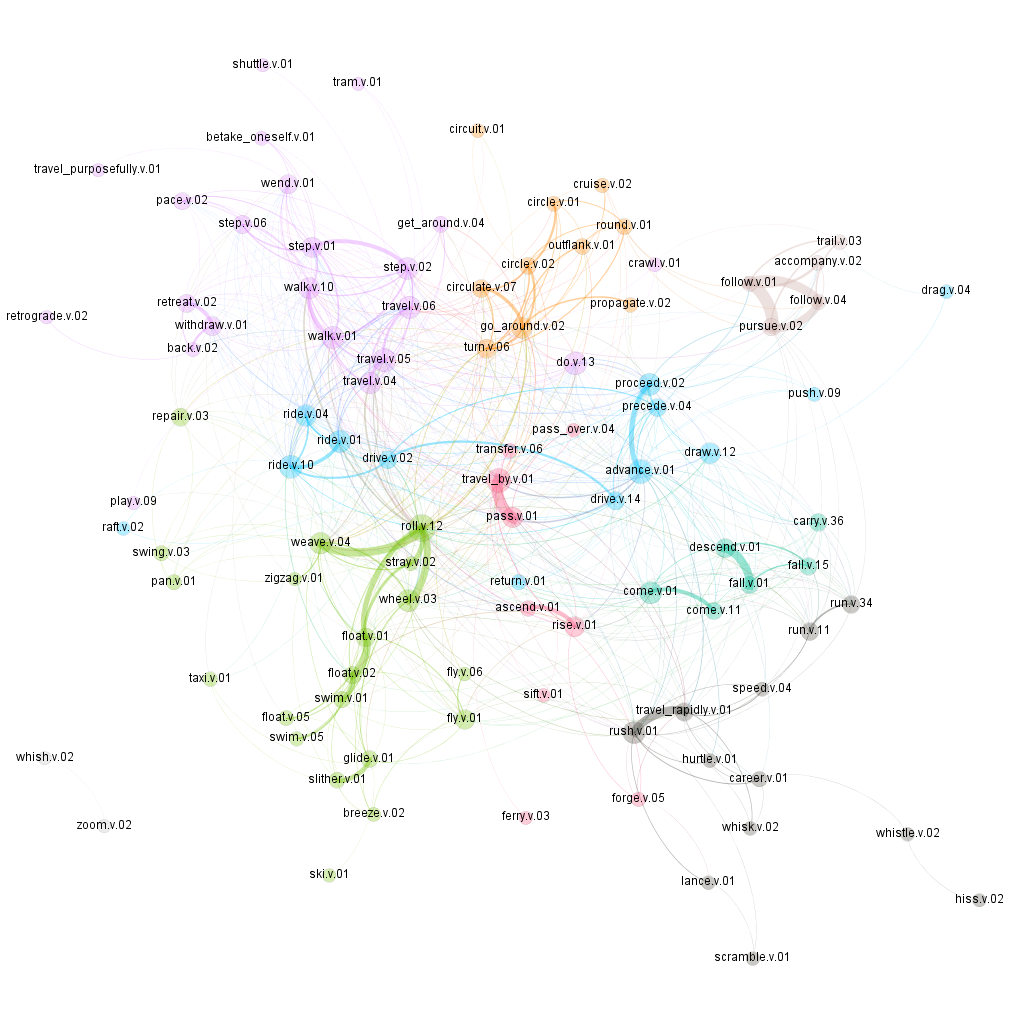 shuttle.v.01
tram.v.01
circuit.v.01
betake_oneself.v.01
travel_purposefully.v.01
wend.v.01
cruise.v.02
pace.v.02
circle.v.01
step.v.06
get_around.v.04
round.v.01
trail.v.03
step.v.01
outflank.v.01
accompany.v.02
step.v.02
circle.v.02
crawl.v.01
follow.v.01
walk.v.10
circulate.v.07
drag.v.04
retreat.v.02
travel.v.06
propagate.v.02
follow.v.04
retrograde.v.02
withdraw.v.01
go_around.v.02
pursue.v.02
walk.v.01
back.v.02
turn.v.06
travel.v.05
do.v.13
travel.v.04
proceed.v.02
push.v.09
precede.v.04
repair.v.03
ride.v.04
pass_over.v.04
ride.v.01
transfer.v.06
draw.v.12
ride.v.10
drive.v.02
advance.v.01
travel_by.v.01
play.v.09
drive.v.14
pass.v.01
raft.v.02
roll.v.12
carry.v.36
weave.v.04
descend.v.01
swing.v.03
stray.v.02
fall.v.15
pan.v.01
zigzag.v.01
return.v.01
fall.v.01
wheel.v.03
come.v.01
run.v.34
ascend.v.01
come.v.11
rise.v.01
run.v.11
float.v.01
fly.v.06
float.v.02
taxi.v.01
speed.v.04
sift.v.01
swim.v.01
travel_rapidly.v.01
float.v.05
fly.v.01
rush.v.01
swim.v.05
whish.v.02
glide.v.01
hurtle.v.01
slither.v.01
career.v.01
forge.v.05
breeze.v.02
ferry.v.03
zoom.v.02
whisk.v.02
whistle.v.02
ski.v.01
lance.v.01
hiss.v.02
scramble.v.01